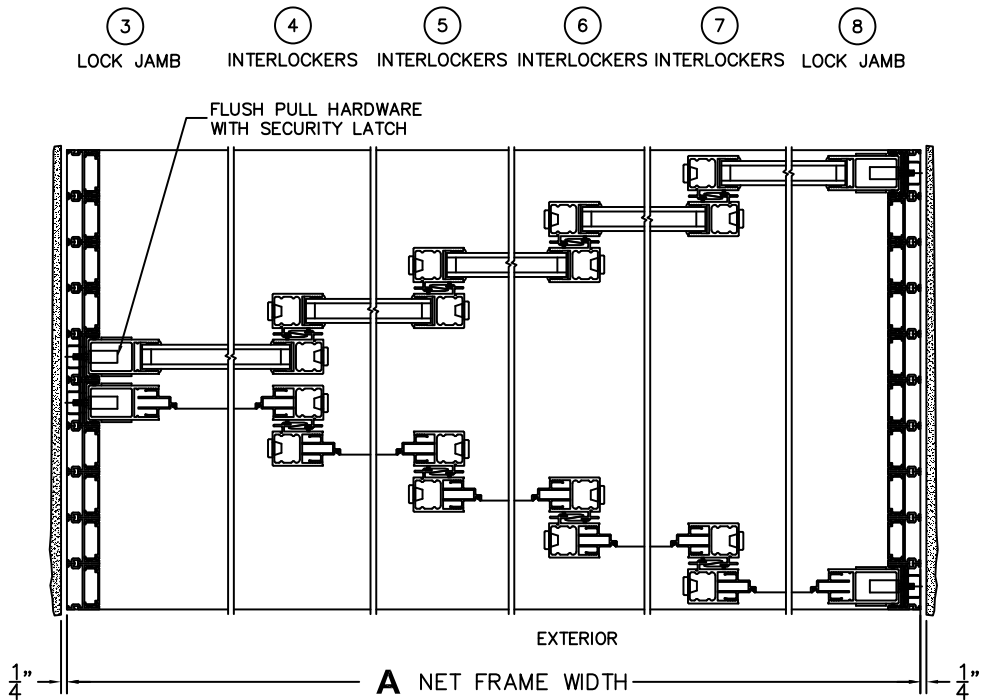 3 4 5 6 7 8
LOCK JAMB INTERLOCKERS INTERLOCKERS INTERLOCKERS INTERLOCKERS LOCK JAMB
FLUSH PULL HARDWARE
WITH SECURITY LATCH
EXTERIOR
1/4" A NET FRAME WIDTH 1/4"